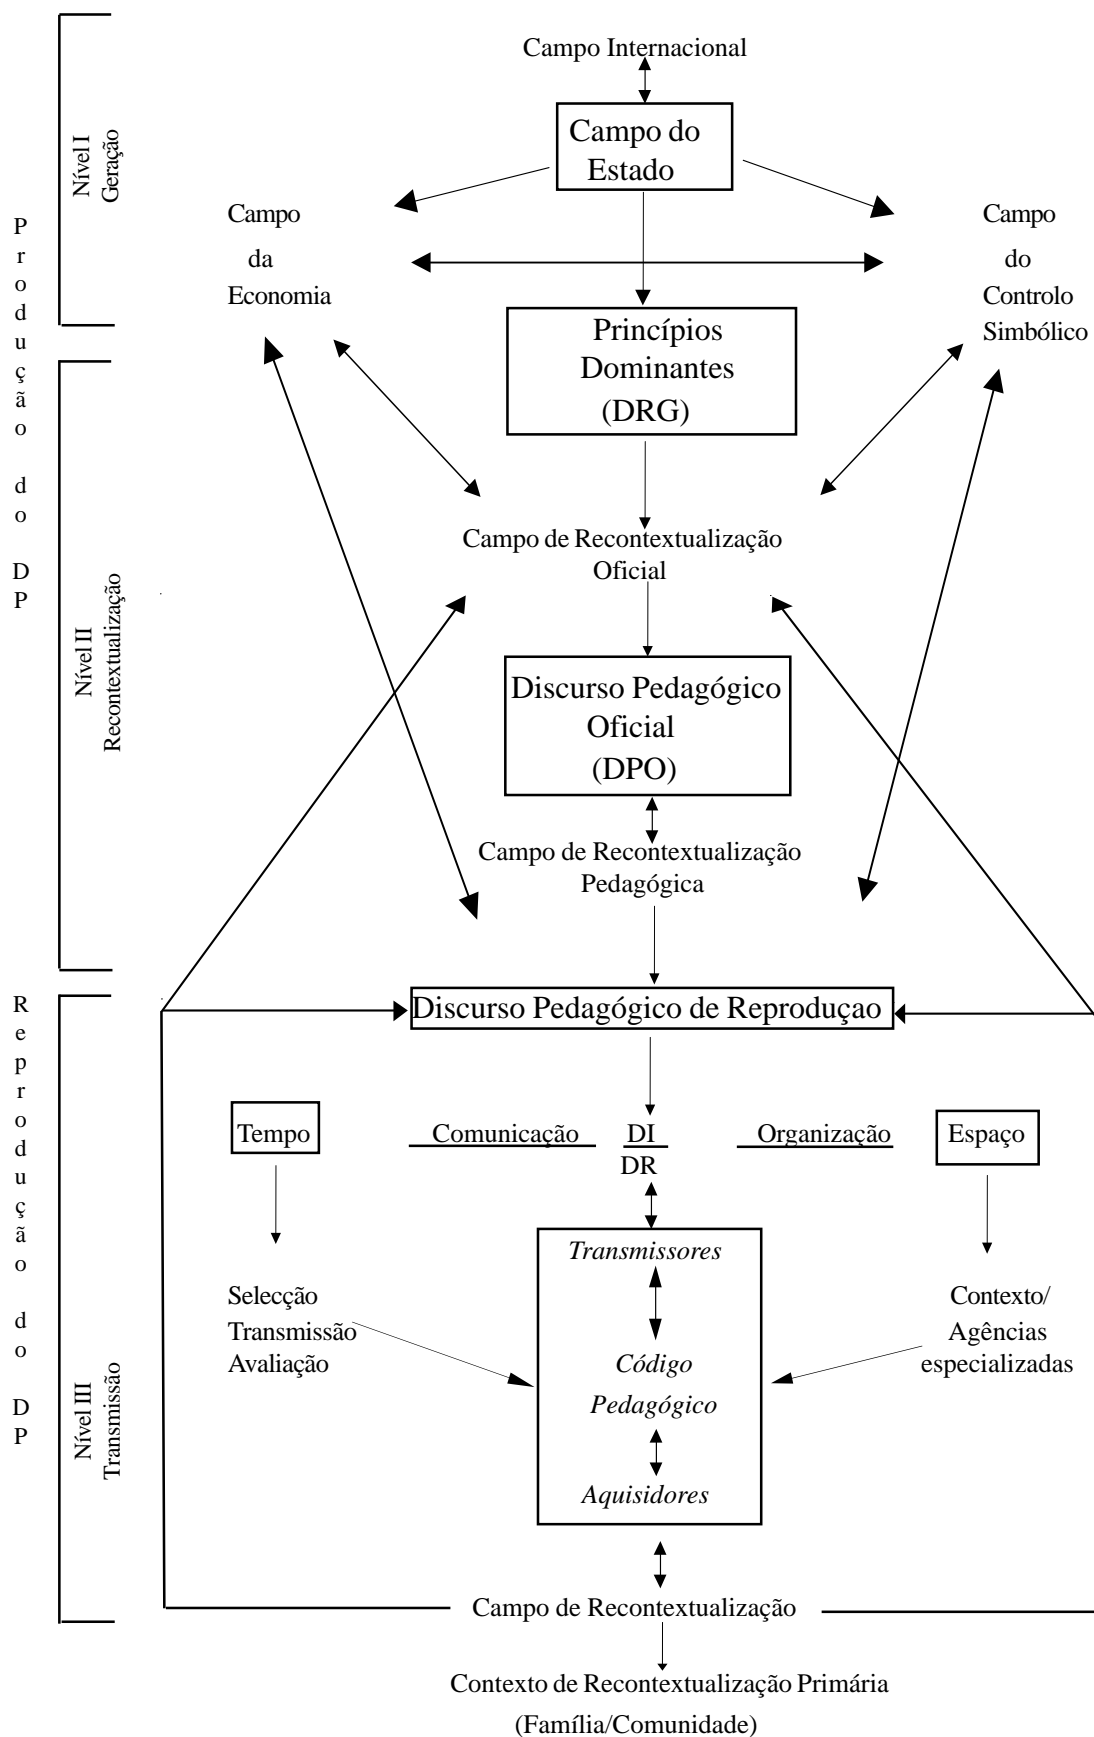 Campo Internacional
Campo do
Estado
Nível I
Geração
Campo
da
Economia
Campo
do
Controlo
Simbólico
Princípios
Dominantes
(DRG)
Produção do DP
Campo de Recontextualização
Oficial
Nível II
Recontextualização
Discurso Pedagógico
Oficial
(DPO)
Campo de Recontextualização
Pedagógica
Discurso Pedagógico de Reproduçao
Reprodução do DP
Tempo
Comunicação
DI
DR
Organização
Espaço
Transmissores
Selecção
Transmissão
Avaliação
Contexto/
Agências
especializadas
Código
Pedagógico
Nível III
Transmissão
Aquisidores
Campo de Recontextualização
Contexto de Recontextualização Primária
(Família/Comunidade)